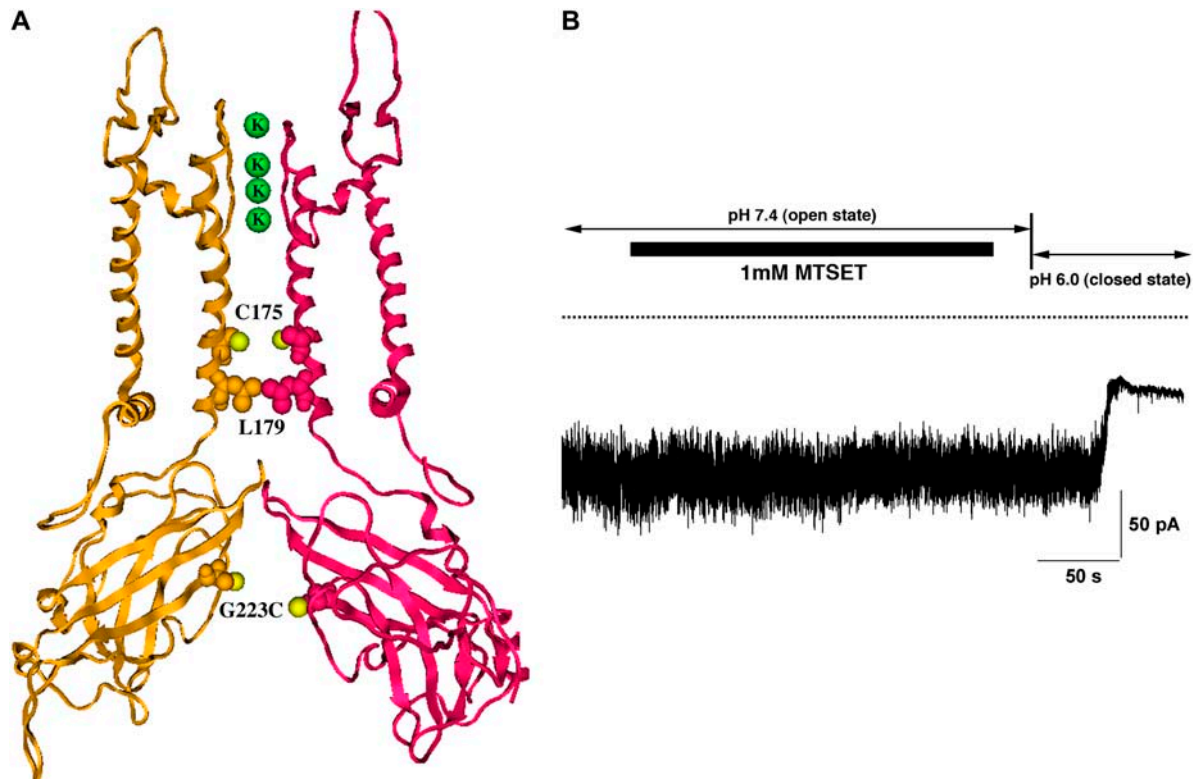 A
K
K
K
K
C175
L179
G223C
B
pH 7.4 (open state)
1mM MTSET
pH 6.0 (closed state)
50 pA
50 s